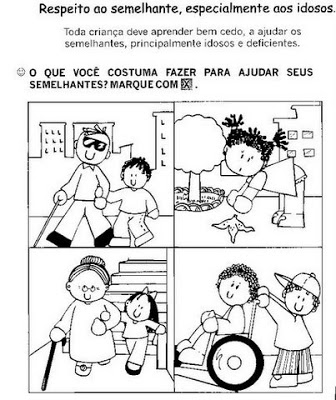 Respeito ao semelhante, especialmente aos idosos.
Toda criança deve aprender bem cedo, a ajudar os
semelhantes, principalmente idosos e deficientes.
O QUE VOCÊ COSTUMA FAZER PARA AJUDAR SEUS
SEMELHANTES? MARQUE COM X .